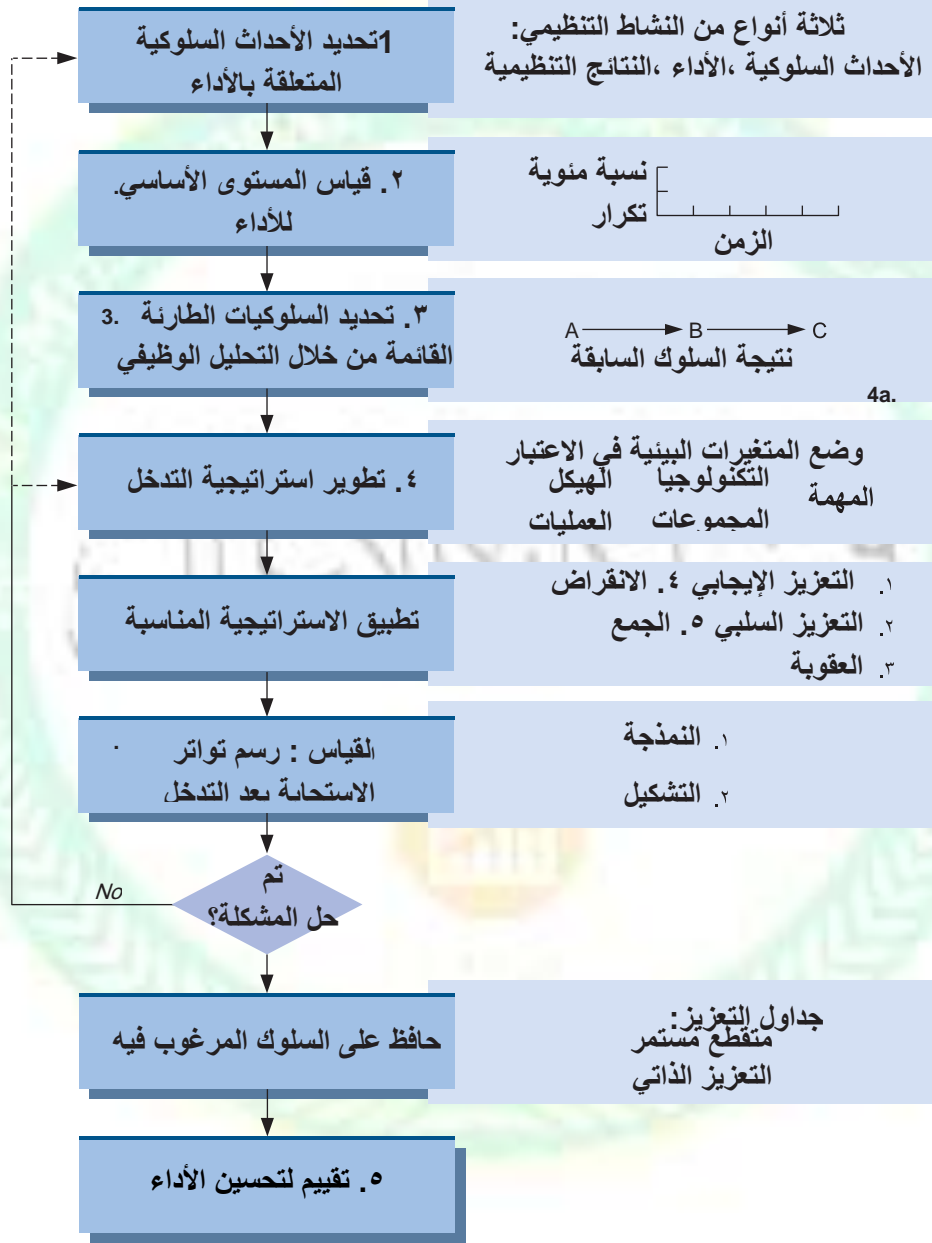 1تحديد الأحداث السلوكية
المتعلقة بالأداء
ثلاثة أنواع من النشاط التنظيمي:
الأحداث السلوكية ،الأداء ،النتائج التنظيمية
٢. قياس المستوى الأساسي.
للأداء
نسبة مئوية
تكرار
الزمن
٣. تحديد السلوكيات الطارئة 3.
القائمة من خلال التحليل الوظيفي
A B C
نتيجة السلوك السابقة
4a.
٤. تطوير استراتيجية التدخل
وضع المتغيرات البيئية في الاعتبار
المهمة التكنولوجيا الهيكل
المجموعات العمليات
تطبيق الاستراتيجية المناسبة
١. التعزيز الإيجابي ٤. الانقراض
٢. التعزيز السلبي ٥. الجمع
٣. العقوبة
القياس : رسم تواتر .
الاستجابة بعد التدخل
١. النمذجة
٢. التشكيل
تم
حل المشكلة؟
No
حافظ على السلوك المرغوب فيه
جداول التعزيز:
متقطع مستمر
التعزيز الذاتي
٥. تقييم لتحسين الأداء